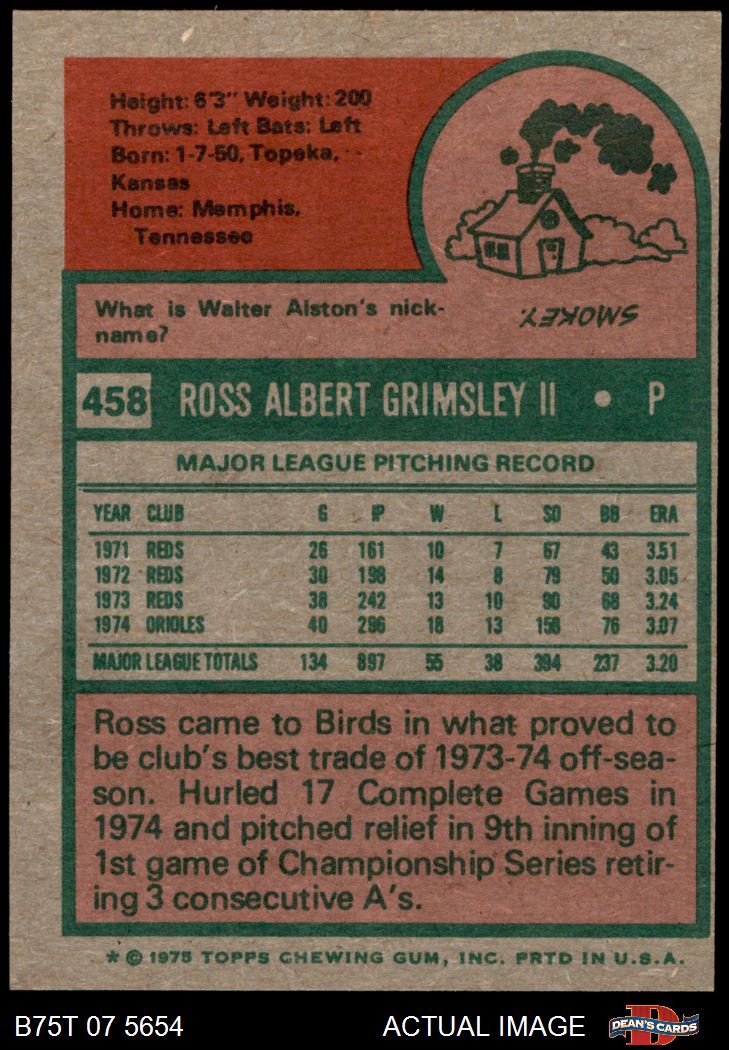 Height: 6'3" Weight: 200
Throws: Left Bats: Left
Born: 1-7-50, Topeka,
Kansas
Home: Memphis,
Tennessee
What is Walter Alston's nick-
name?
SMOKEY.
458 ROSS ALBERT GRIMSLEY II • P
MAJOR LEAGUE PITCHING RECORD
YEAR CLUB G IP W L SO BB ERA
1971 REDS 26 161 10 7 67 43 3.51
1972 REDS 30 198 14 8 79 50 3.05
1973 REDS 38 242 13 10 90 68 3.24
1974 ORIOLES 40 296 18 13 158 76 3.07
MAJOR LEAGUE TOTALS 134 897 55 38 394 237 3.20
Ross came to Birds in what proved to
be club's best trade of 1973-74 off-sea-
son. Hurled 17 Complete Games in
1974 and pitched relief in 9th inning of
1st game of Championship Series retir-
ing 3 consecutive A's.
* © 1975 TOPPS CHEWING GUM, INC. PRTD IN U.S.A.
B75T 07 5654 ACTUAL IMAGE DEAN'S CARDS